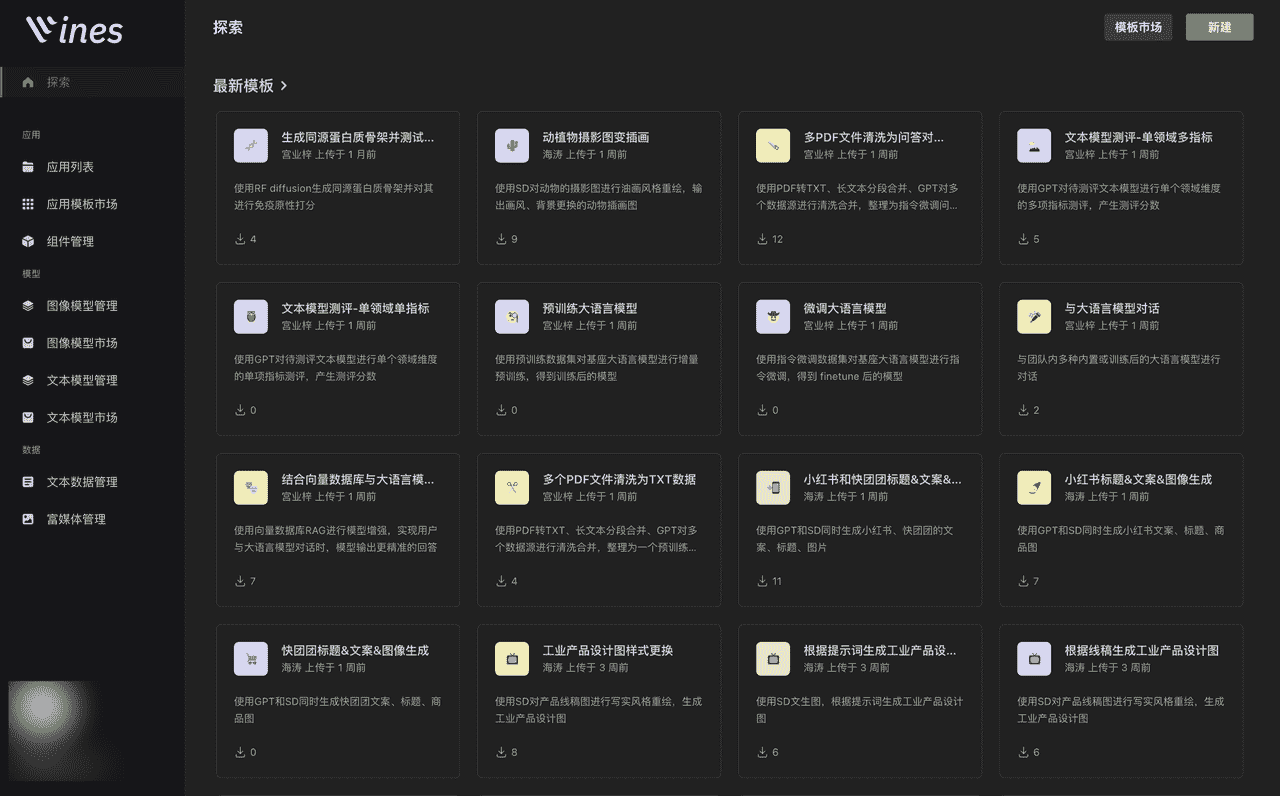 Vines
探索
应用
应用列表
应用模板市场
组件管理
模型
图像模型管理
图像模型市场
文本模型管理
文本模型市场
数据
文本数据管理
富媒体管理
探索
模板市场
新建
最新模板
生成同源蛋白质骨架并测试...
宫业梓 上传于 1 月前
使用RF diffusion生成同源蛋白质骨架并对其
进行免疫原性打分
4
动植物摄影图变插画
海涛 上传于 1 周前
使用SD对动物的摄影图进行油画风格重绘，输
出画风、背景更换的动物插画图
9
多PDF文件清洗为问答对...
宫业梓 上传于 1 周前
使用PDF转TXT、长文本分段合并、GPT对多
个数据源进行清洗合并，整理为指令微调问...
12
文本模型测评-单领域多指标
宫业梓 上传于 1 周前
使用GPT对待测评文本模型进行单个领域维度
的多项指标测评，产生测评分数
5
文本模型测评-单领域单指标
宫业梓 上传于 1 周前
使用GPT对待测评文本模型进行单个领域维度
的单项指标测评，产生测评分数
0
预训练大语言模型
宫业梓 上传于 1 周前
使用预训练数据集对基座大语言模型进行增量
预训练，得到训练后的模型
0
微调大语言模型
宫业梓 上传于 1 周前
使用指令微调数据集对基座大语言模型进行指
令微调，得到 finetune 后的模型
0
与大语言模型对话
宫业梓 上传于 1 周前
与团队内多种内置或训练后的大语言模型进行
对话
2
结合向量数据库与大语言模...
宫业梓 上传于 1 周前
使用向量数据库RAG进行模型增强，实现用户
与大语言模型对话时，模型输出更精准的回答
7
多个PDF文件清洗为TXT数据
宫业梓 上传于 1 周前
使用PDF转TXT、长文本分段合并、GPT对多
个数据源进行清洗合并，整理为一个预训练...
4
小红书和快团团标题&文案&...
海涛 上传于 1 周前
使用GPT和SD同时生成小红书、快团团的文
案、标题、图片
11
小红书标题&文案&图像生成
海涛 上传于 1 周前
使用GPT和SD同时生成小红书文案、标题、商
品图
7
快团团标题&文案&图像生成
海涛 上传于 1 周前
使用GPT和SD同时生成快团团文案、标题、商
品图
0
工业产品设计图样式更换
海涛 上传于 3 周前
使用SD对产品线稿图进行写实风格重绘，生成
工业产品设计图
8
根据提示词生成工业产品设...
海涛 上传于 3 周前
使用SD文生图，根据提示词生成工业产品设计
图
6
根据线稿生成工业产品设计图
海涛 上传于 3 周前
使用SD对产品线稿图进行写实风格重绘，生成
工业产品设计图
6